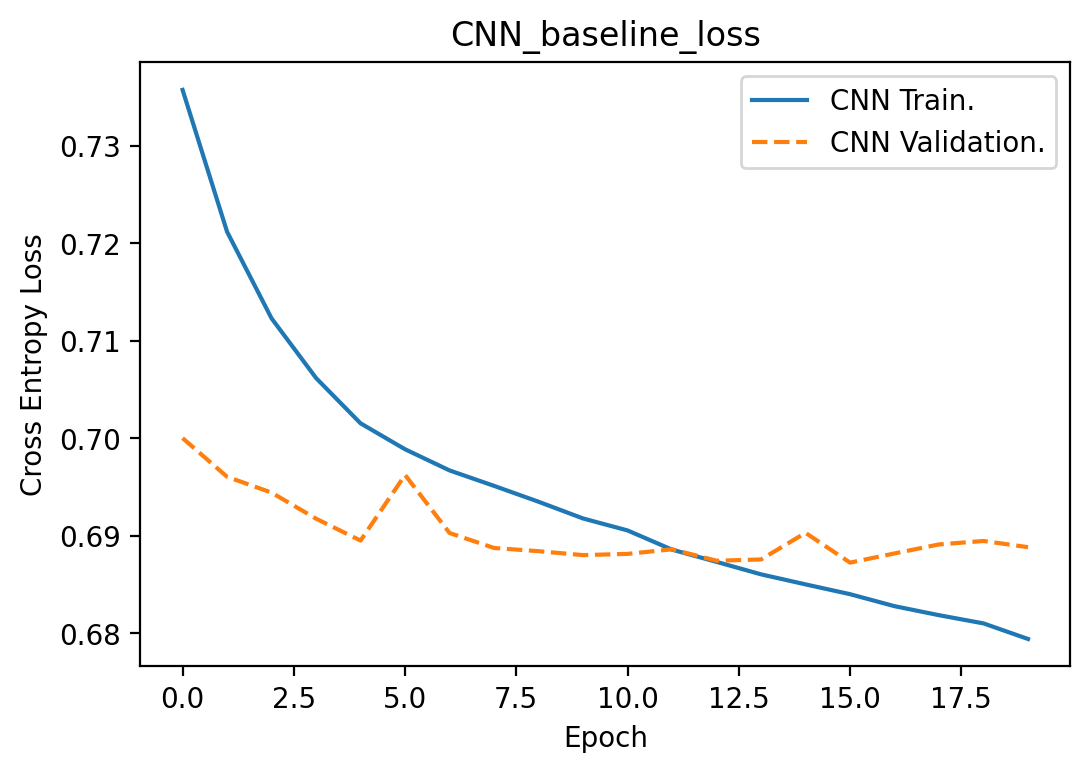 CNN_baseline_loss
CNN Train.
CNN Validation.
0.73
0.72
0.71
0.70
0.69
0.68
Cross Entropy Loss
0.0 2.5 5.0 7.5 10.0 12.5 15.0 17.5
Epoch